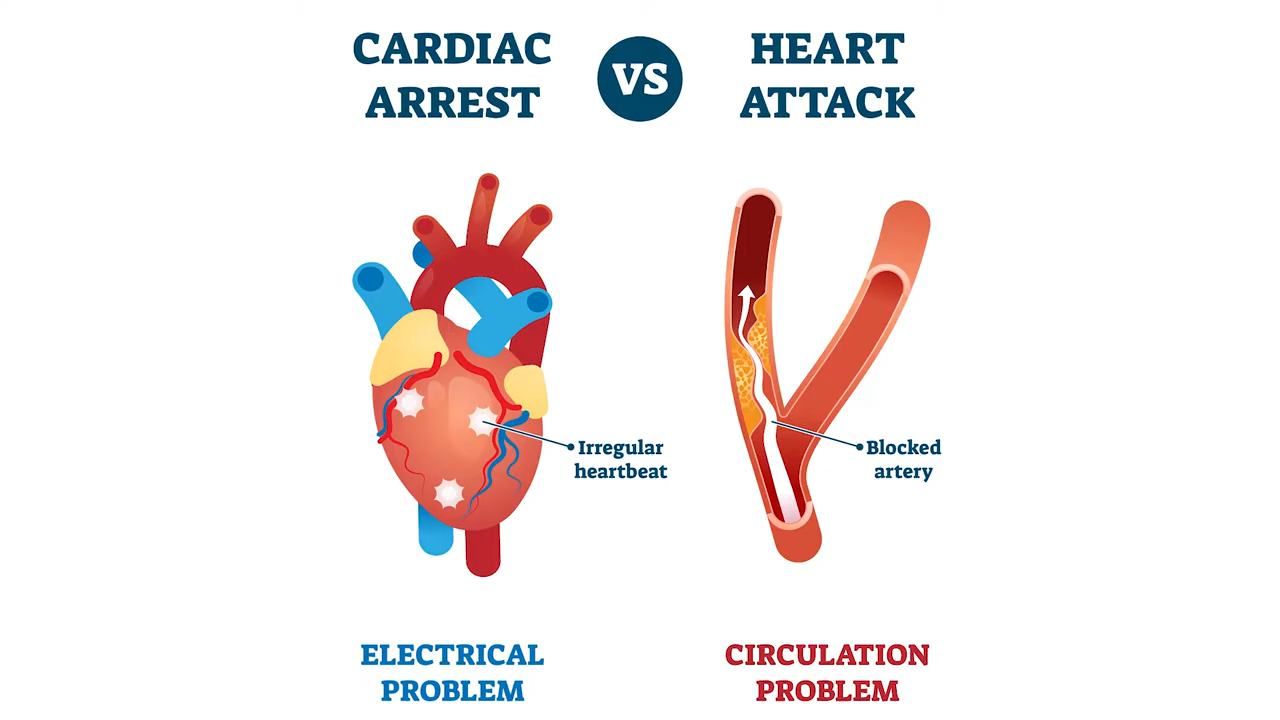 CARDIAC
ARREST
VS
HEART
ATTACK
Irregular
heartbeat
Blocked
artery
ELECTRICAL
PROBLEM
CIRCULATION
PROBLEM